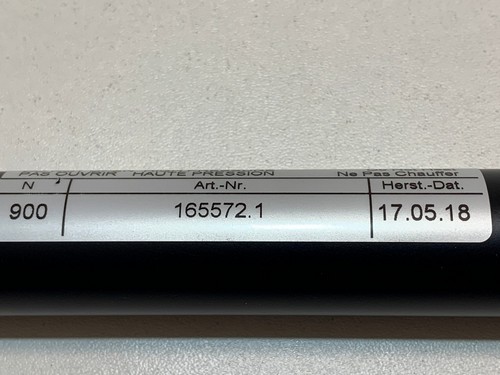 PAS OUVRIR HAUTE PRESSION Ne Pas Chauffer
N Art.-Nr. Herst.-Dat.
900 165572.1 17.05.18